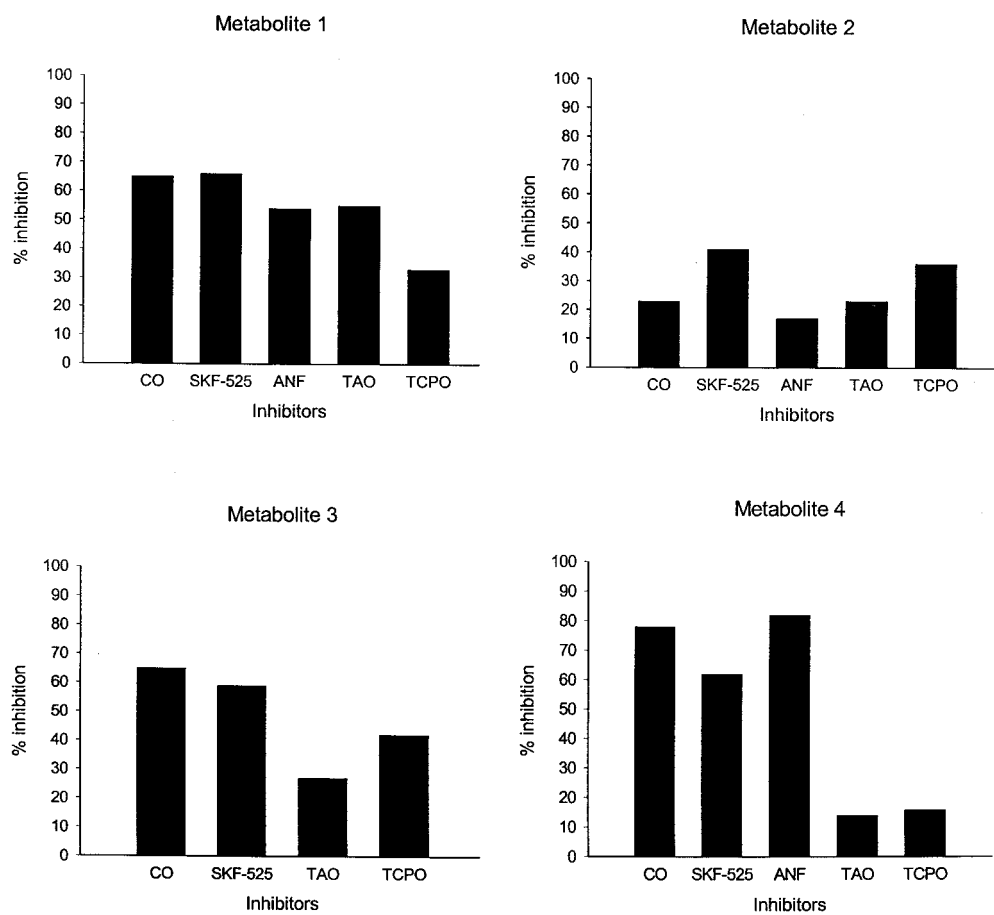 Metabolite 1
100
90
80
70
60
50
40
30
20
10
0
% inhibition
CO SKF-525 ANF TAO TCPO
Inhibitors
Metabolite 2
100
90
80
70
60
50
40
30
20
10
0
% inhibition
CO SKF-525 ANF TAO TCPO
Inhibitors
Metabolite 3
100
90
80
70
60
50
40
30
20
10
0
% inhibition
CO SKF-525 TAO TCPO
Inhibitors
Metabolite 4
100
90
80
70
60
50
40
30
20
10
0
% inhibition
CO SKF-525 ANF TAO TCPO
Inhibitors